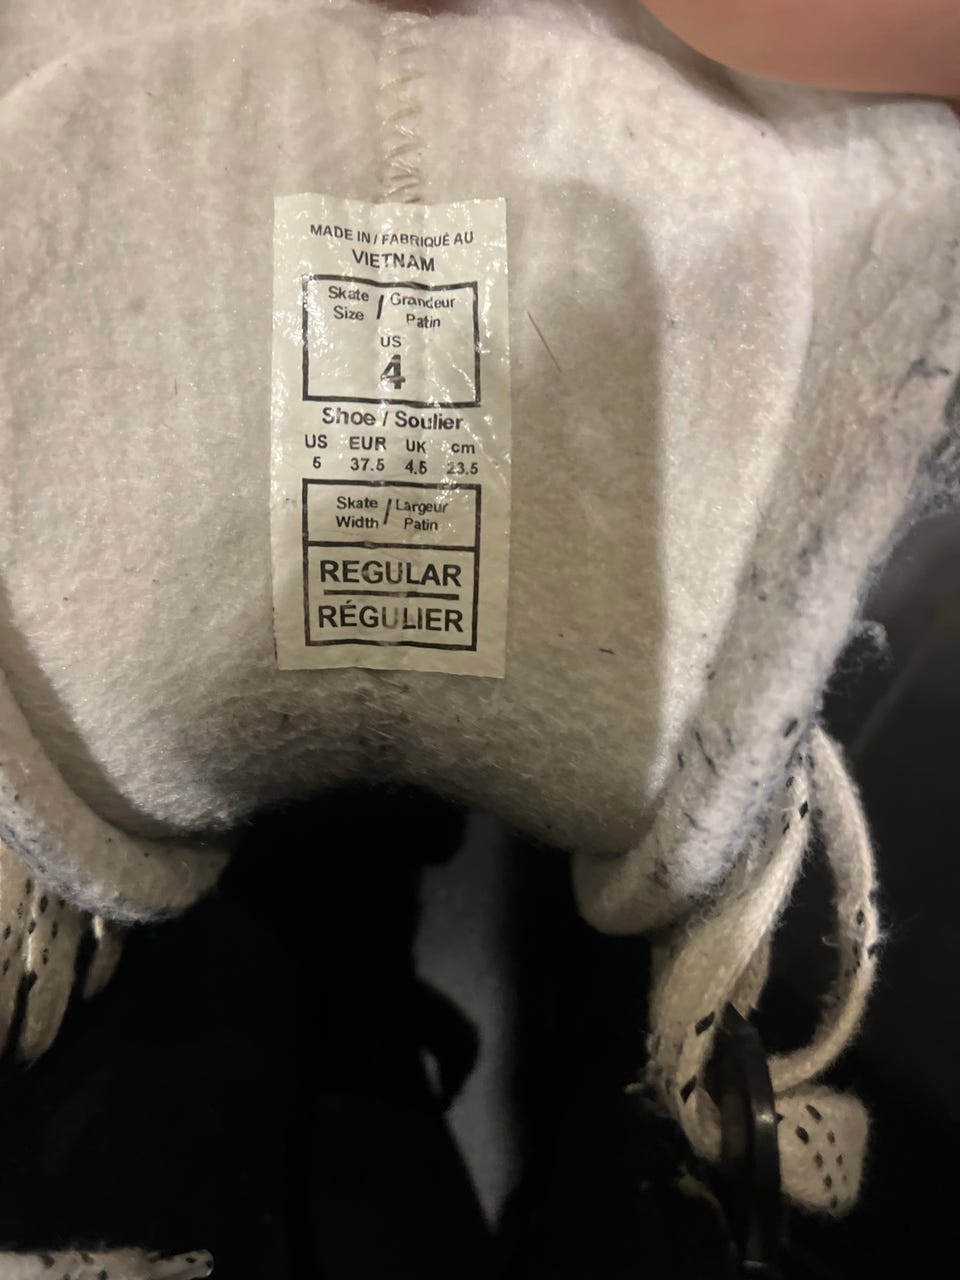 MADE IN / FABRIQUÉ AU
VIETNAM
Skate Size / Grandeur Patin
US
4
Shoe / Soulier
US EUR UK cm
5 37.5 4.5 23.5
Skate Width / Largeur Patin
REGULAR
RÉGULIER